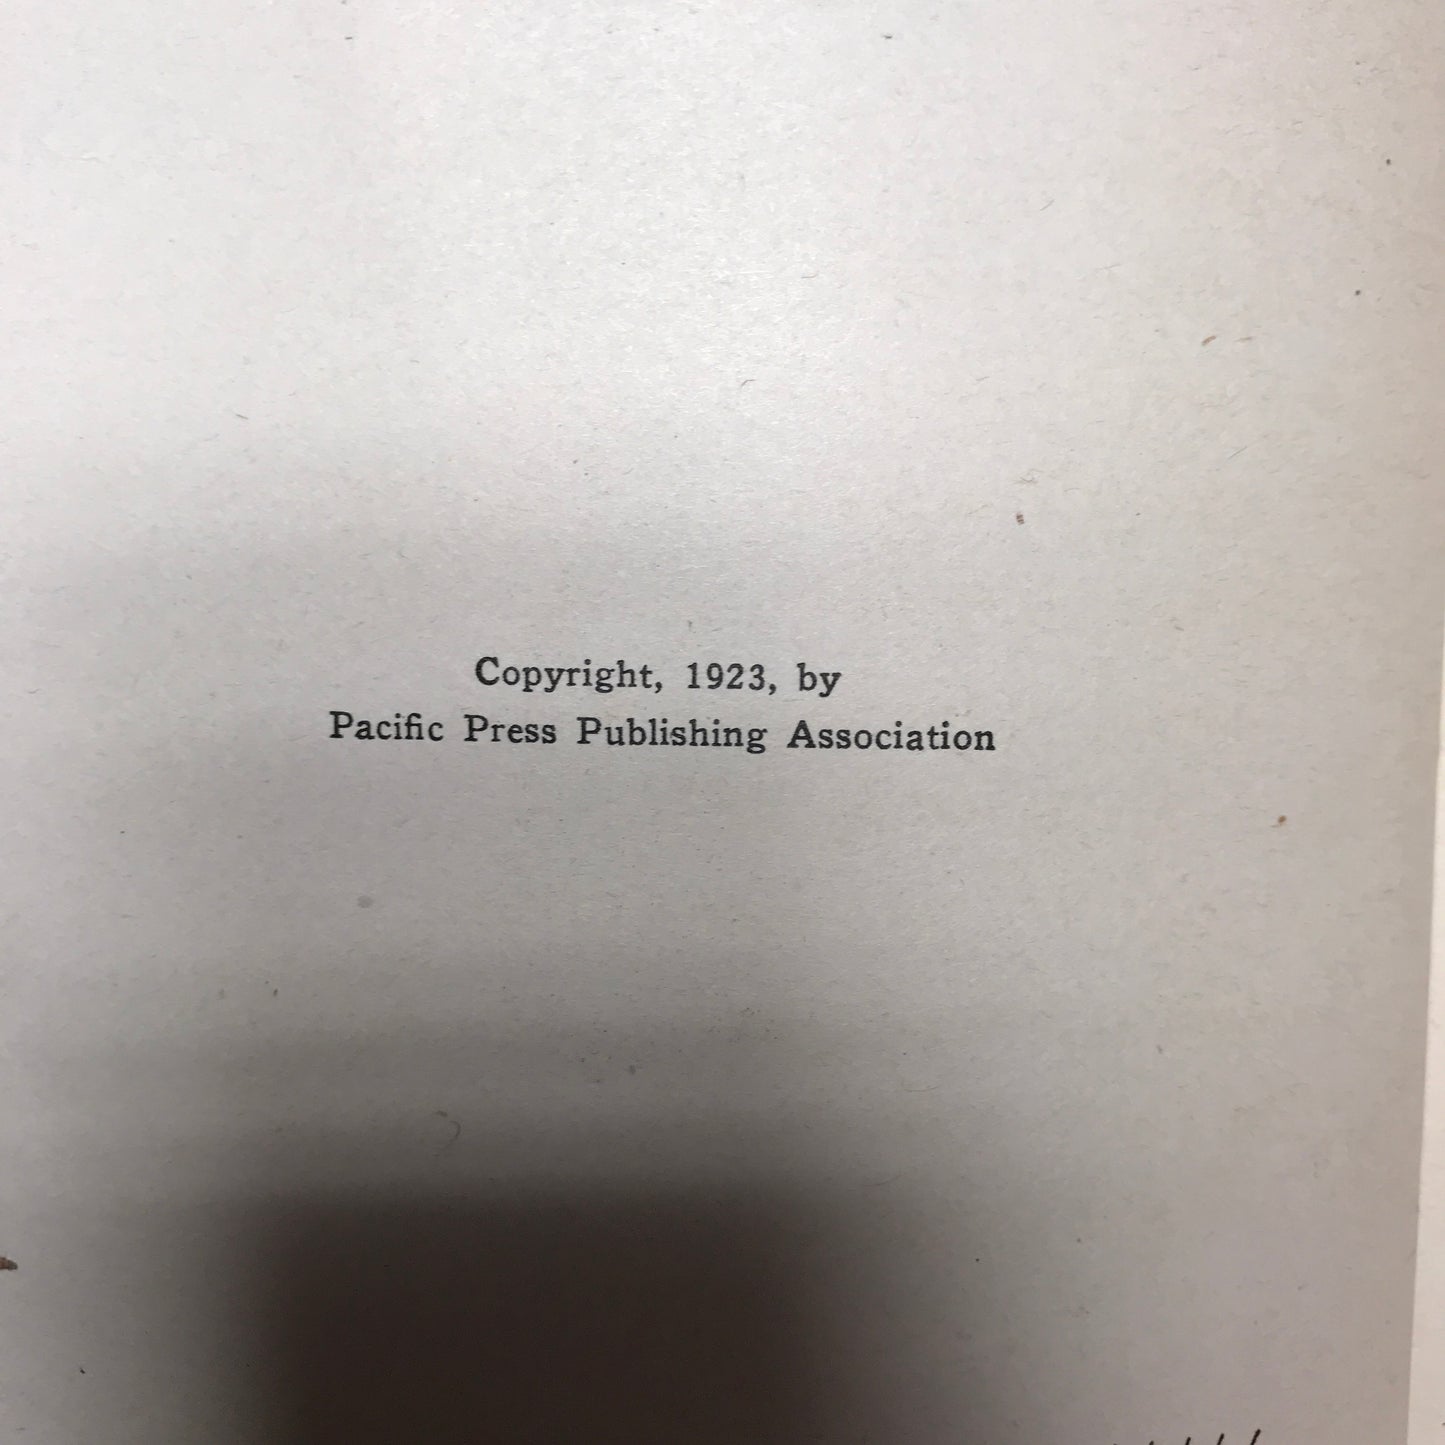 Copyright, 1923, by
Pacific Press Publishing Association